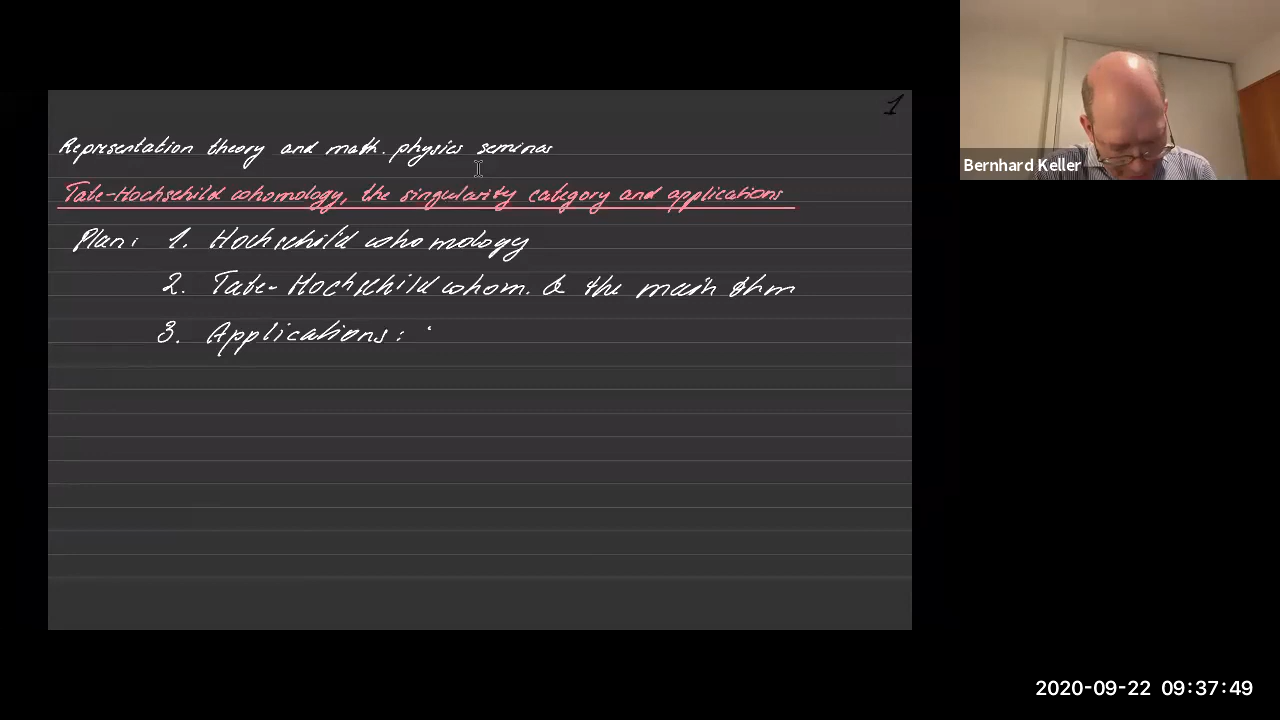 1
Representation theory and math. physics seminar
Tate-Hochschild cohomology, the singularity category and applications
Plan: 1. Hochschild cohomology
2. Tate-Hochschild cohom. & the main thm
3. Applications:
Bernhard Keller
2020-09-22 09:37:49